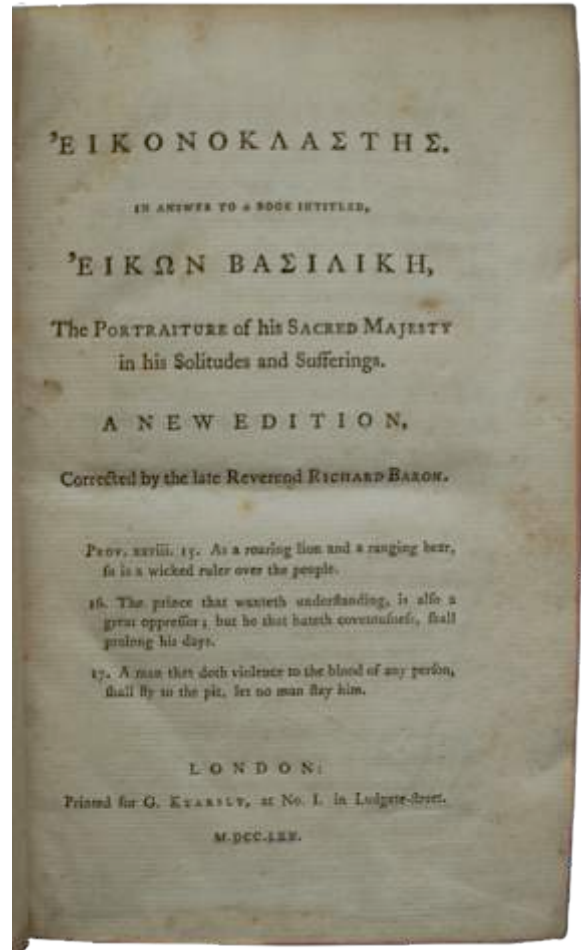 ἘΙΚΟΝΟΚΛΑΣΤΗΣ.
IN ANSWER TO A BOOK INTITLED,
ἘΙΚΩΝ ΒΑΣΙΛΙΚΗ,
The PORTRAITURE of his SACRED MAJESTY
in his Solitudes and Sufferings.
A NEW EDITION,
Corrected by the late Reverend RICHARD BARON.
PROV. xxviii. 15. As a roaring lion and a ranging bear,
ſo is a wicked ruler over the people.
16. The prince that wanteth underſtanding, is alſo a
great oppreſſor; but he that hateth covetouſneſs, ſhall
prolong his days.
17. A man that doth violence to the blood of any perſon,
ſhall fly to the pit, let no man ſtay him.
LONDON:
Printed for G. KEARSLY, at No. I. in Ludgate-ſtreet.
M.DCC.LXX.